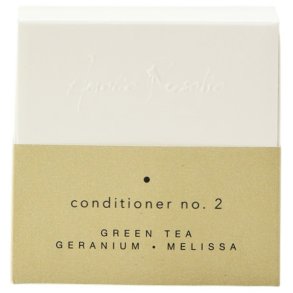 conditioner no. 2
GREEN TEA
GERANIUM • MELISSA